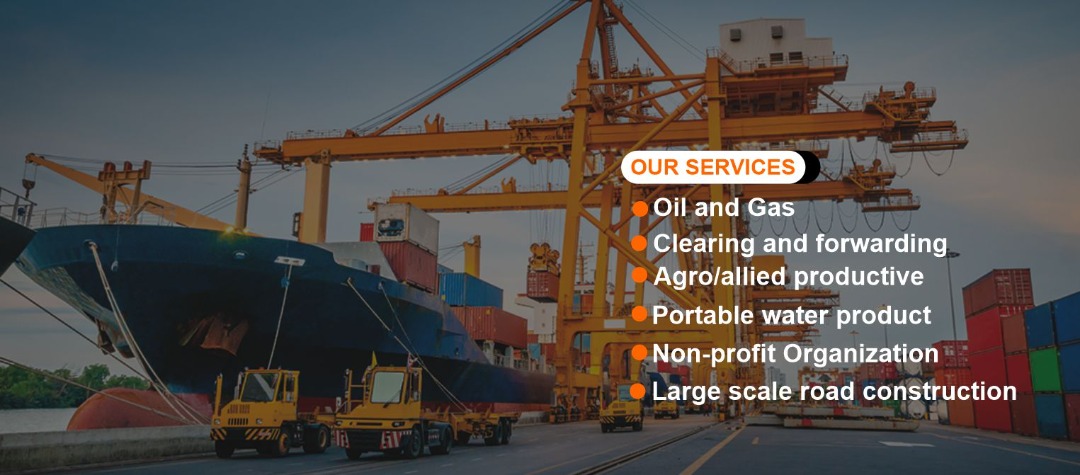 OUR SERVICES
Oil and Gas
Clearing and forwarding
Agro/allied productive
Portable water product
Non-profit Organization
Large scale road construction